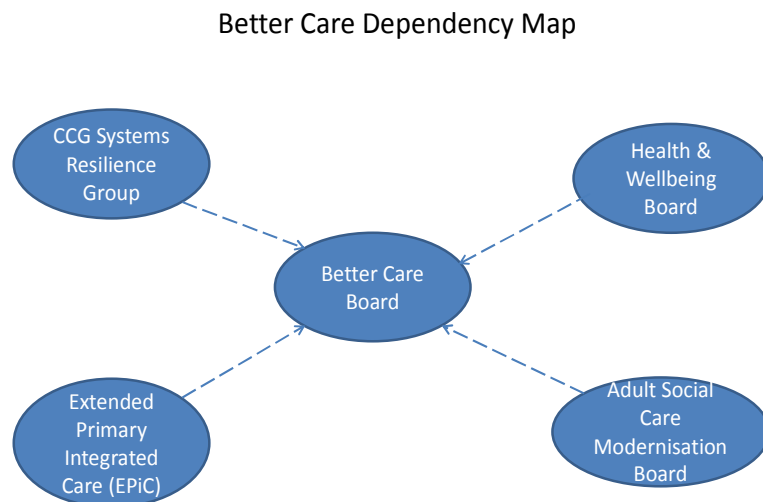 Better Care Dependency Map
CCG Systems
Resilience
Group
Health &
Wellbeing
Board
Better Care
Board
Extended
Primary
Integrated
Care (EPiC)
Adult Social
Care
Modernisation
Board